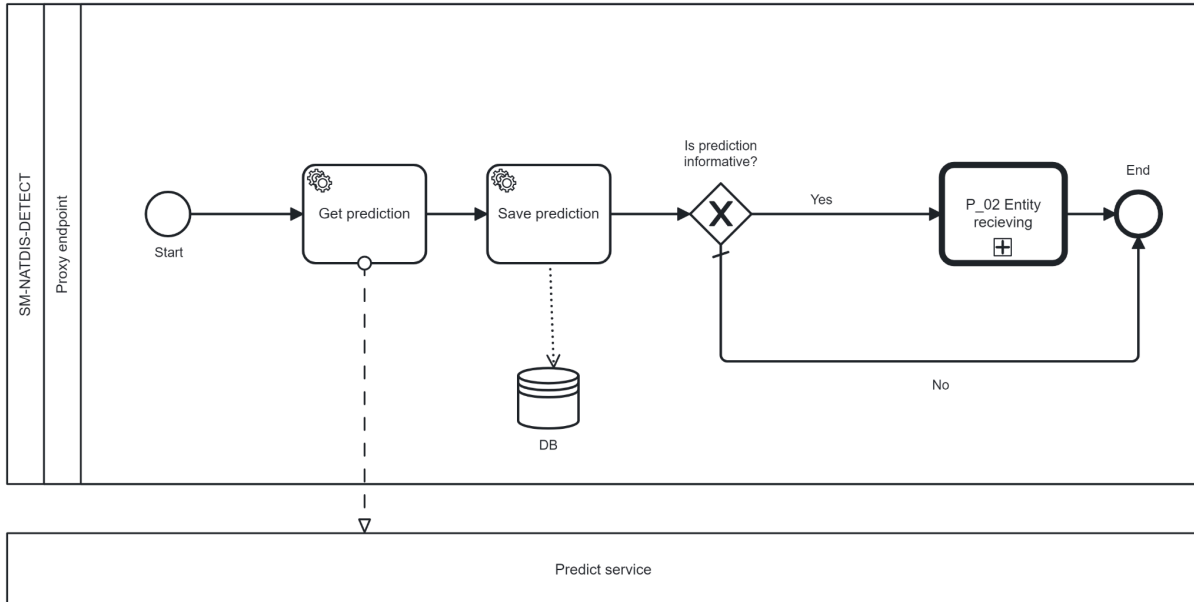 SM-NATDIS-DETECT
Proxy endpoint
Start
Get prediction
Save prediction
DB
Is prediction
informative?
Yes
No
P_02 Entity
recieving
End
Predict service